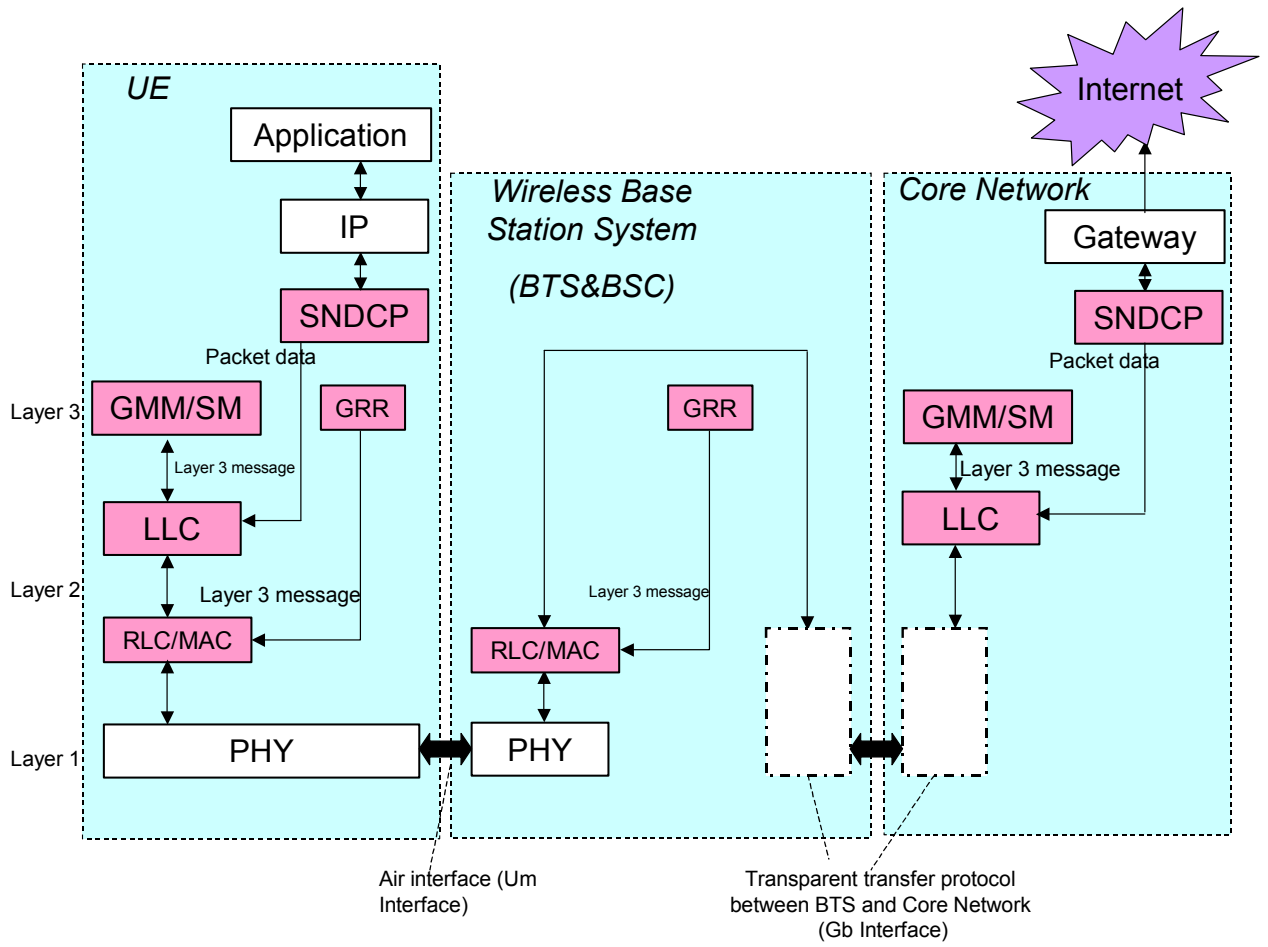 UE
Application
IP
SNDCP
Packet data
Layer 3
GMM/SM
GRR
Layer 3 message
LLC
Layer 2
Layer 3 message
RLC/MAC
Layer 1
PHY
Wireless Base
Station System
(BTS&BSC)
GRR
Layer 3 message
RLC/MAC
PHY
Internet
Core Network
Gateway
SNDCP
Packet data
GMM/SM
Layer 3 message
LLC
Air interface (Um
Interface)
Transparent transfer protocol
between BTS and Core Network
(Gb Interface)